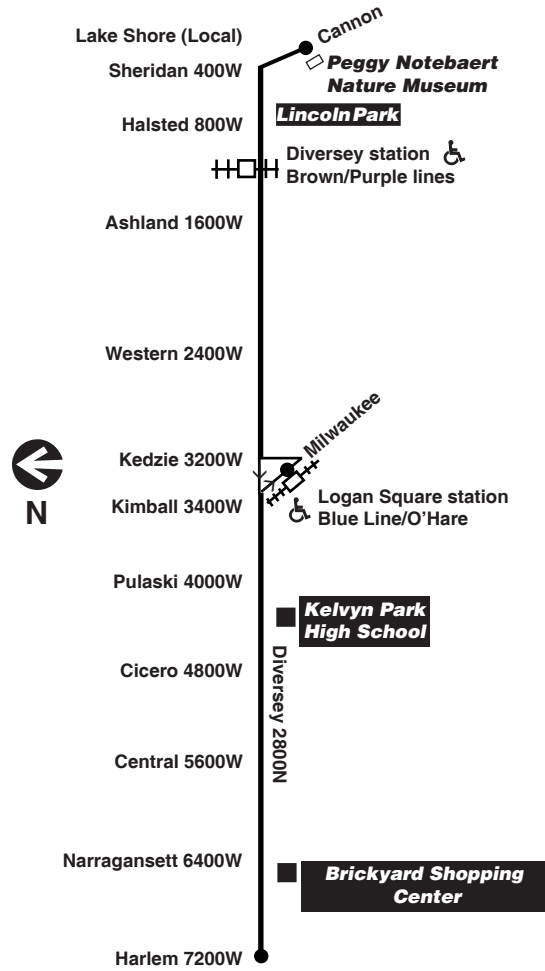 Cannon
Lake Shore (Local)
Sheridan 400W
Peggy Notebaert
Nature Museum
Lincoln Park
Halsted 800W
Diversey station
Brown/Purple lines
Ashland 1600W
Western 2400W
Milwaukee
Kedzie 3200W
N
Kimball 3400W
Logan Square station
Blue Line/O'Hare
Pulaski 4000W
Kelvyn Park
High School
Diversey 2800N
Cicero 4800W
Central 5600W
Narragansett 6400W
Brickyard Shopping
Center
Harlem 7200W